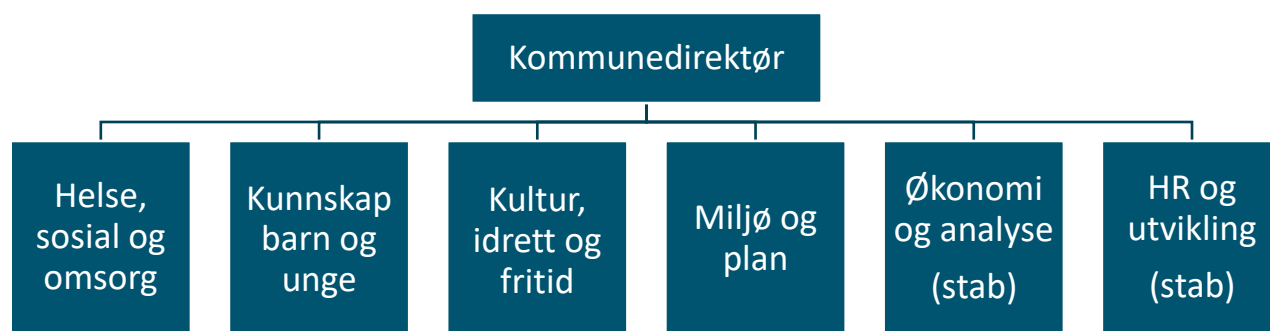 Kommunedirektør
Helse,
sosial og
omsorg
Kunnskap
barn og
unge
Kultur,
idrett og
fritid
Miljø og
plan
Økonomi
og analyse
(stab)
HR og
utvikling
(stab)